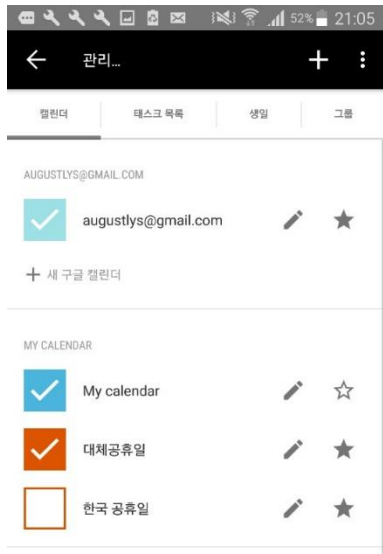 52% 21:05
관리...
캘린더 태스크 목록 생일 그룹
AUGUSTLYS@GMAIL.COM
augustlys@gmail.com
새 구글 캘린더
MY CALENDAR
My calendar
대체공휴일
한국 공휴일